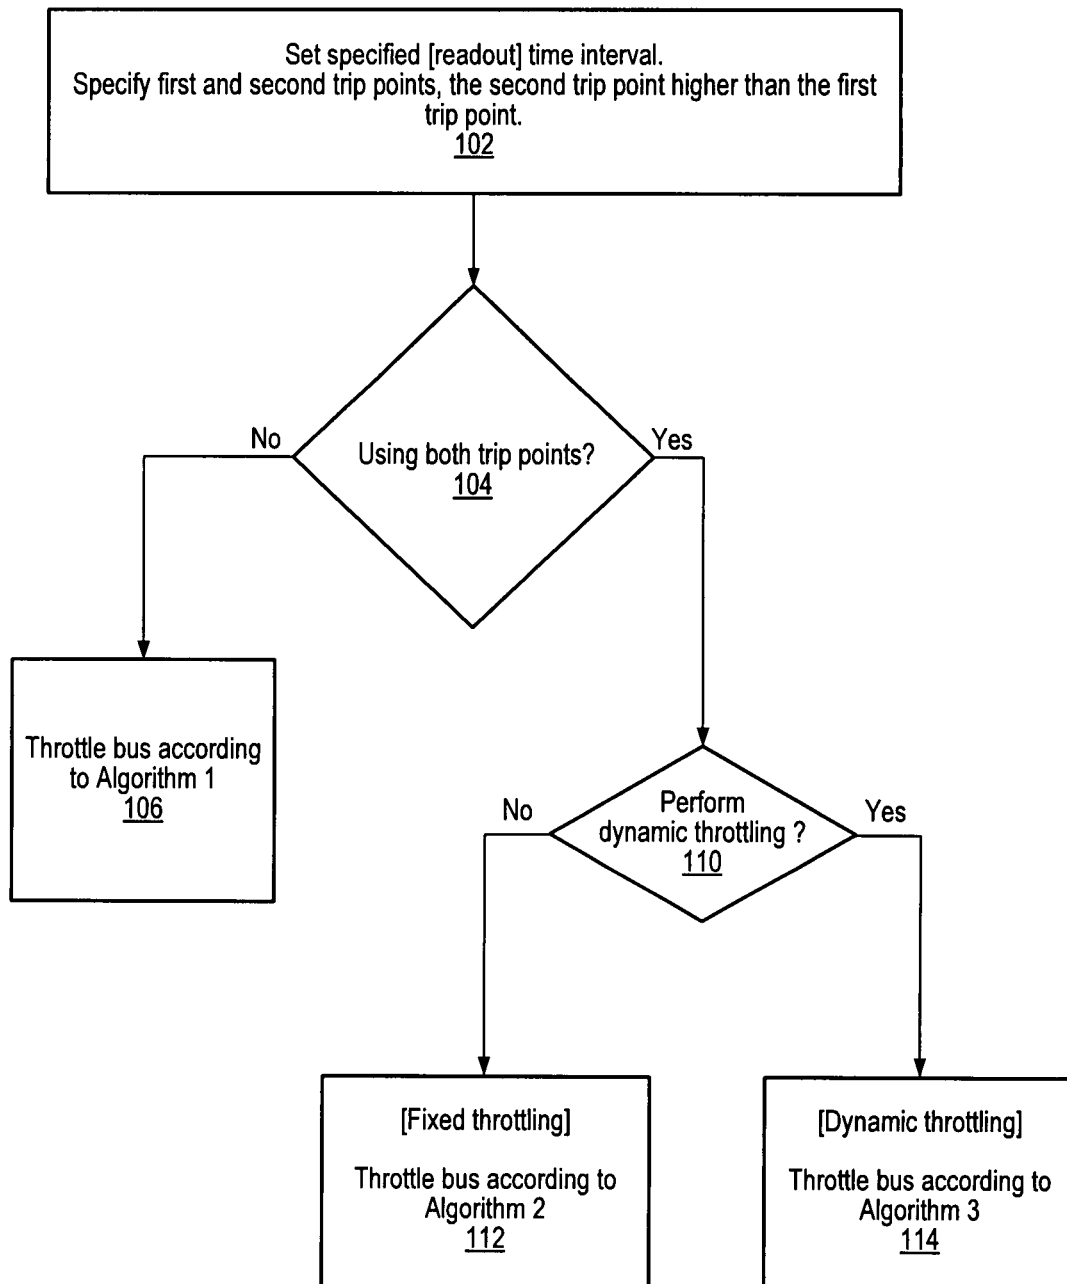 Set specified [readout] time interval.
Specify first and second trip points, the second trip point higher than the first
trip point.
102
Using both trip points?
104
No
Yes
Throttle bus according
to Algorithm 1
106
Perform
dynamic throttling ?
110
No
Yes
[Fixed throttling]
Throttle bus according to
Algorithm 2
112
[Dynamic throttling]
Throttle bus according to
Algorithm 3
114